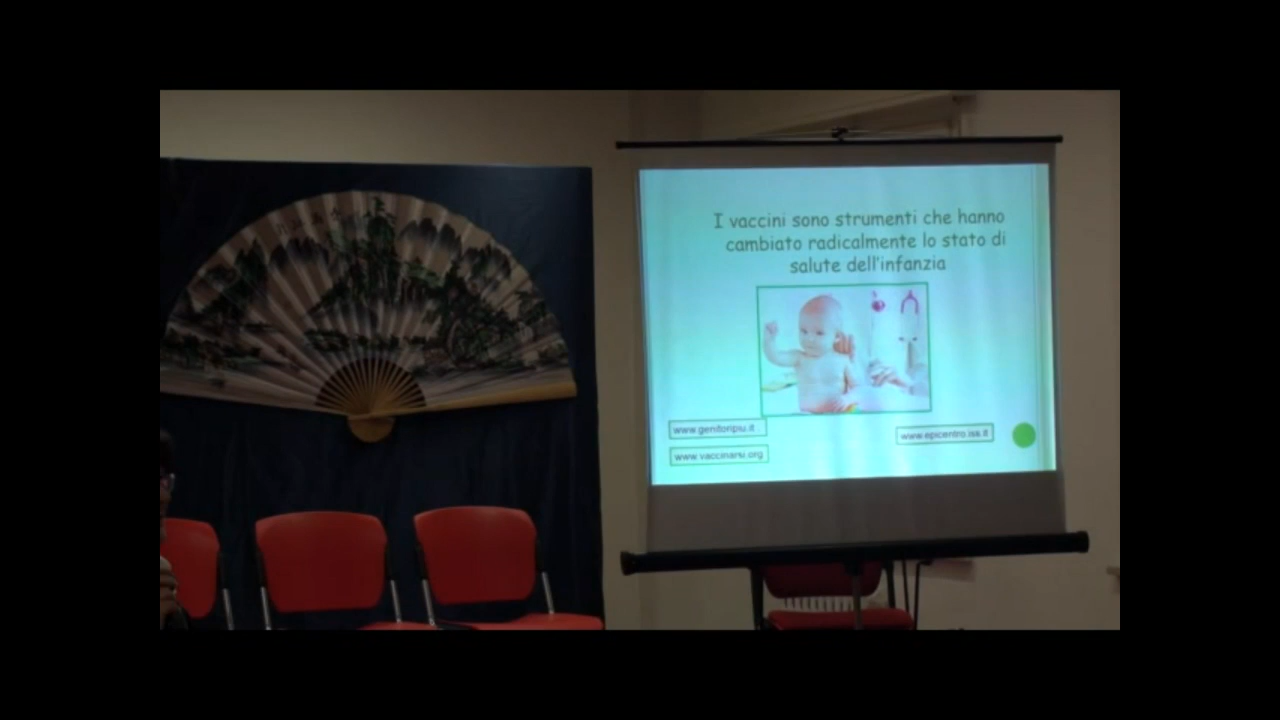 I vaccini sono strumenti che hanno
cambiato radicalmente lo stato di
salute dell'infanzia
www.genitoripiu.it
www.epicentro.iss.it
www.vaccinarsi.org